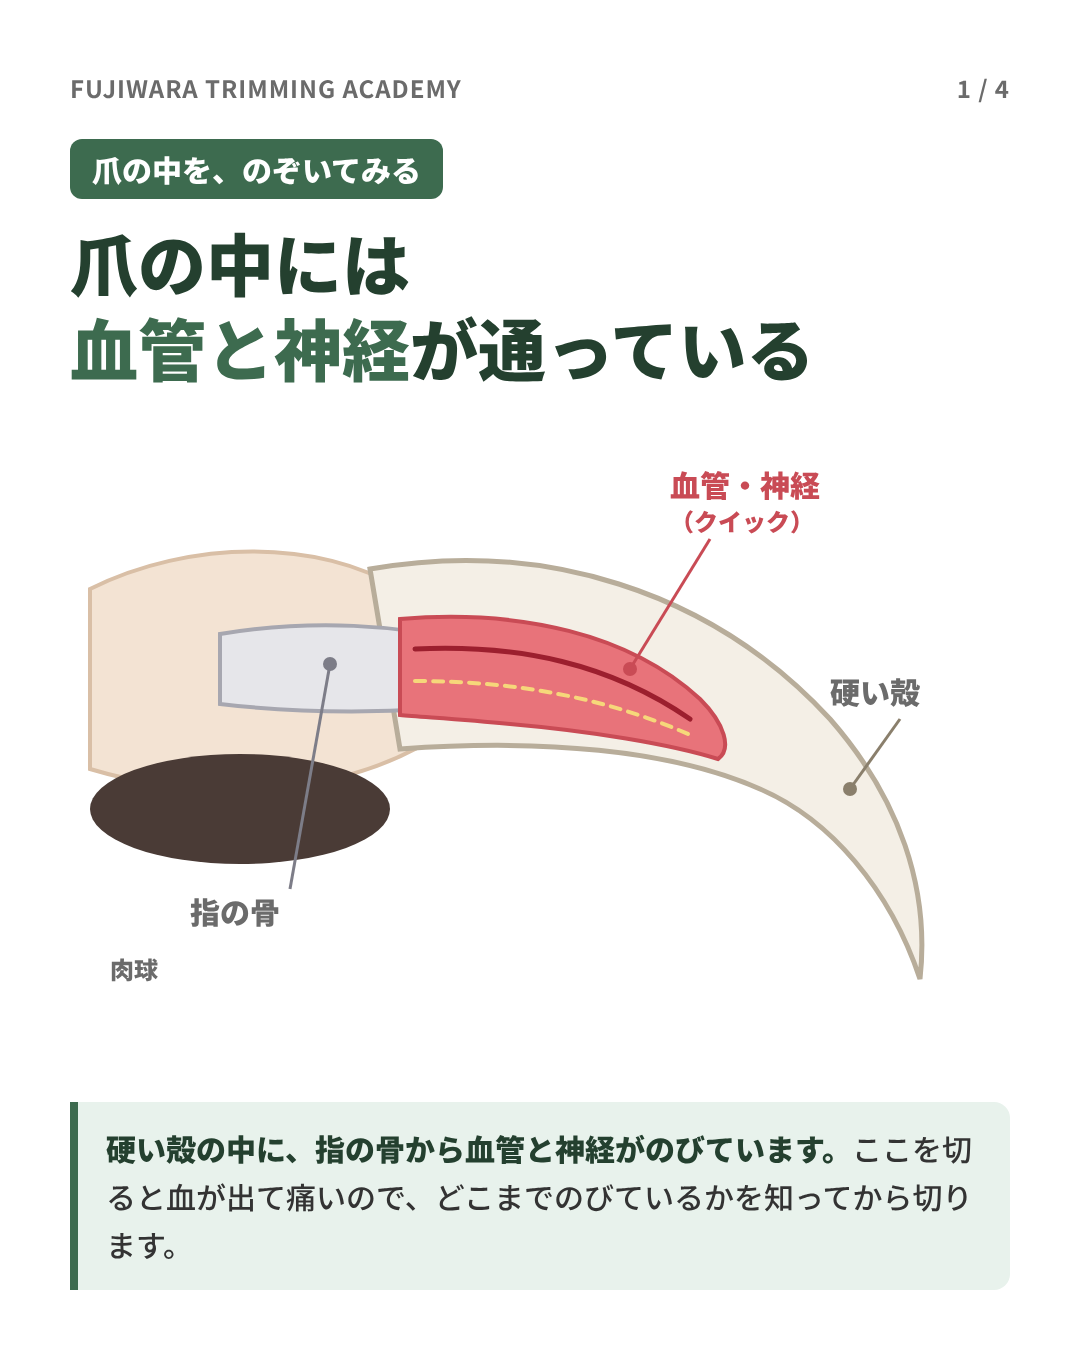 FUJIWARA TRIMMING ACADEMY
1 / 4
爪の中を、のぞいてみる
爪の中には
血管と神経が通っている
血管・神経
（クイック）
硬い殻
指の骨
肉球
硬い殻の中に、指の骨から血管と神経がのびています。ここを切
ると血が出て痛いので、どこまでのびているかを知ってから切り
ます。